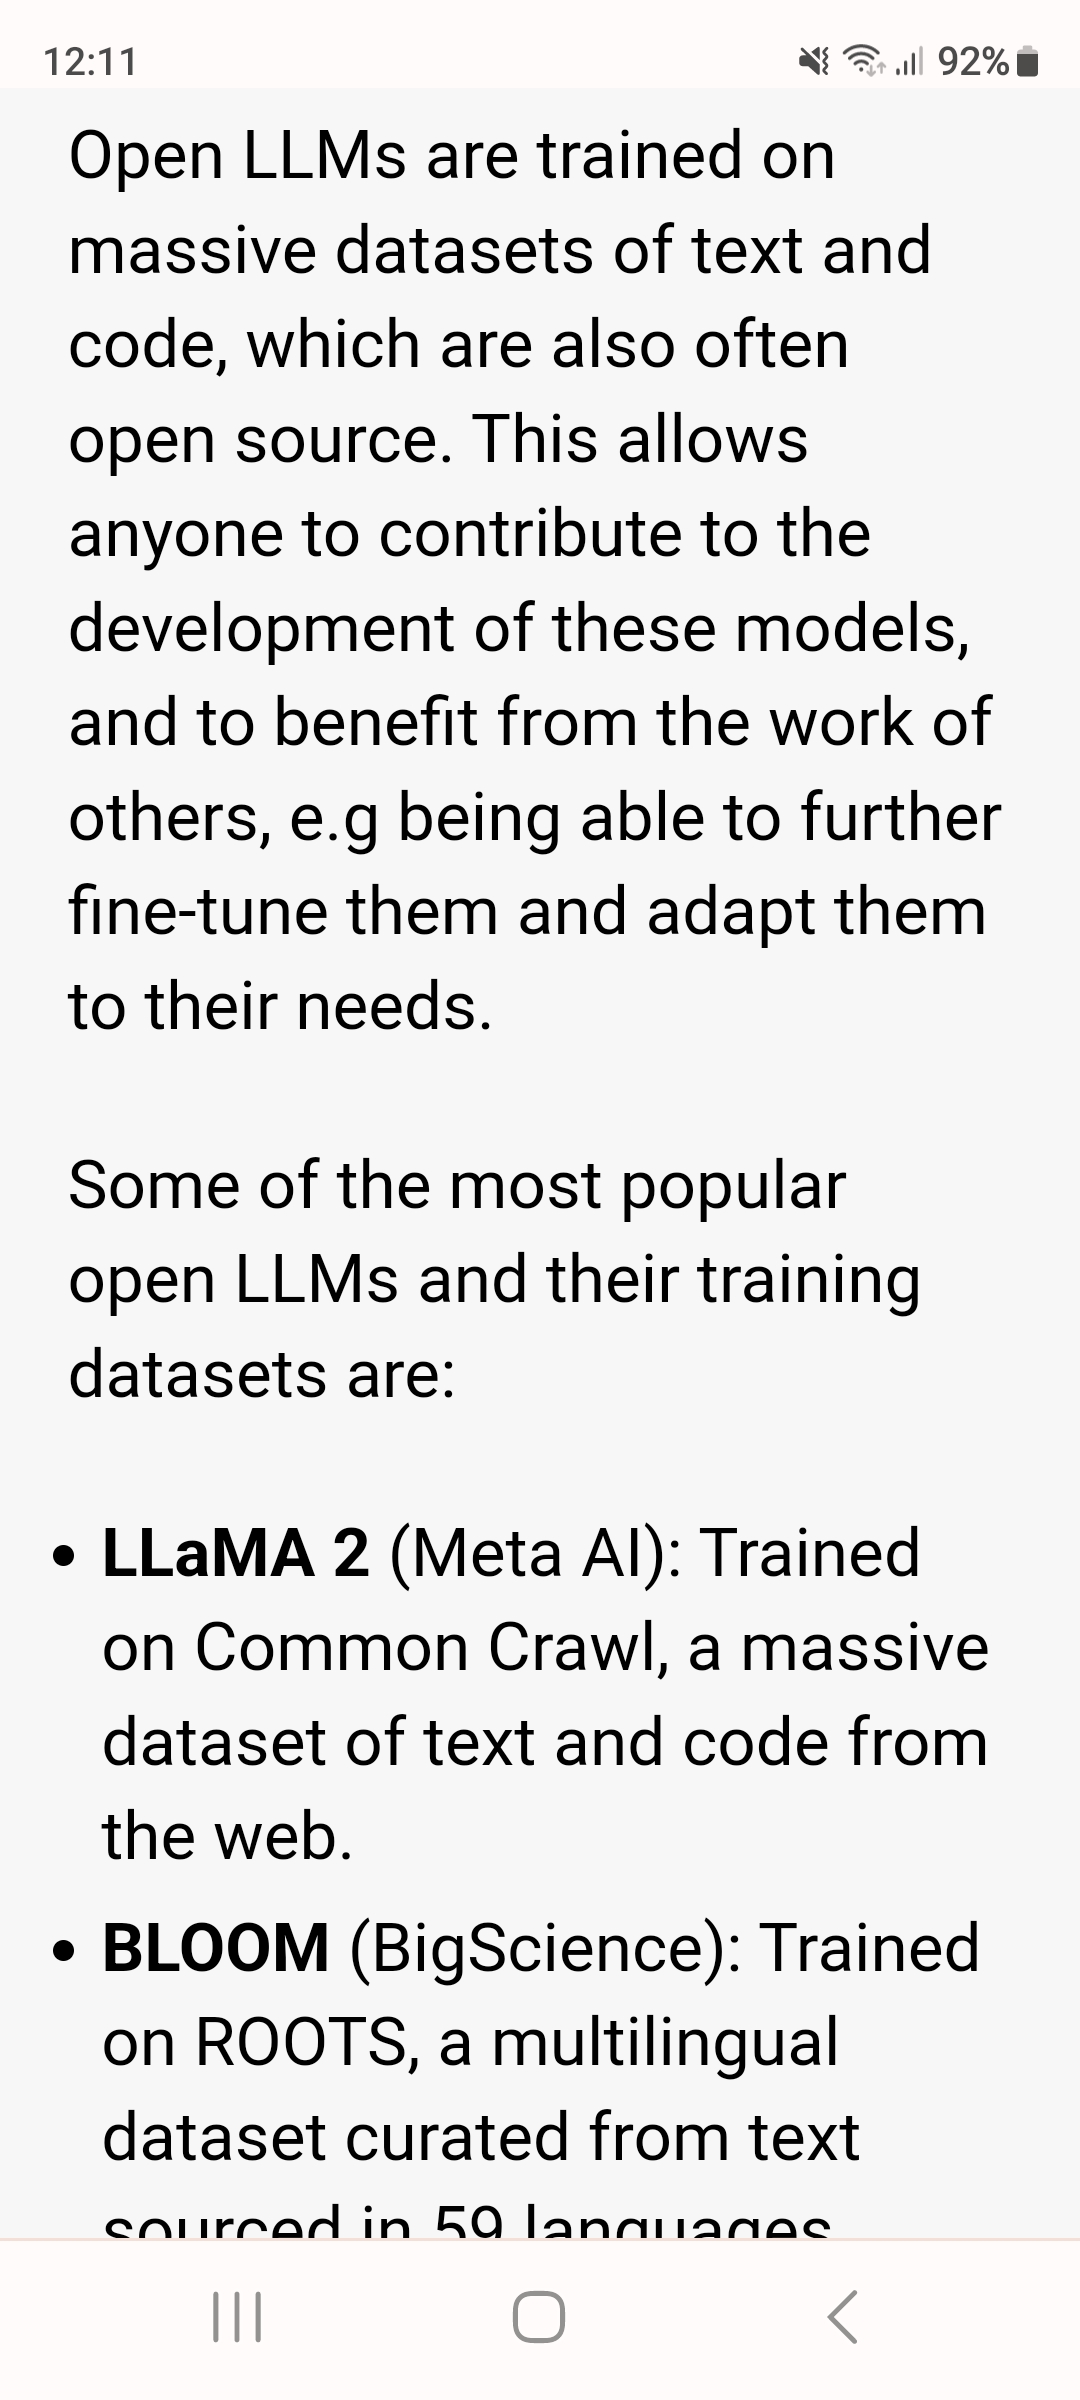 12:11
92%
Open LLMs are trained on
massive datasets of text and
code, which are also often
open source. This allows
anyone to contribute to the
development of these models,
and to benefit from the work of
others, e.g being able to further
fine-tune them and adapt them
to their needs.
Some of the most popular
open LLMs and their training
datasets are:
• LLaMA 2 (Meta AI): Trained
on Common Crawl, a massive
dataset of text and code from
the web.
• BLOOM (BigScience): Trained
on ROOTS, a multilingual
dataset curated from text
sourced in 59 languages